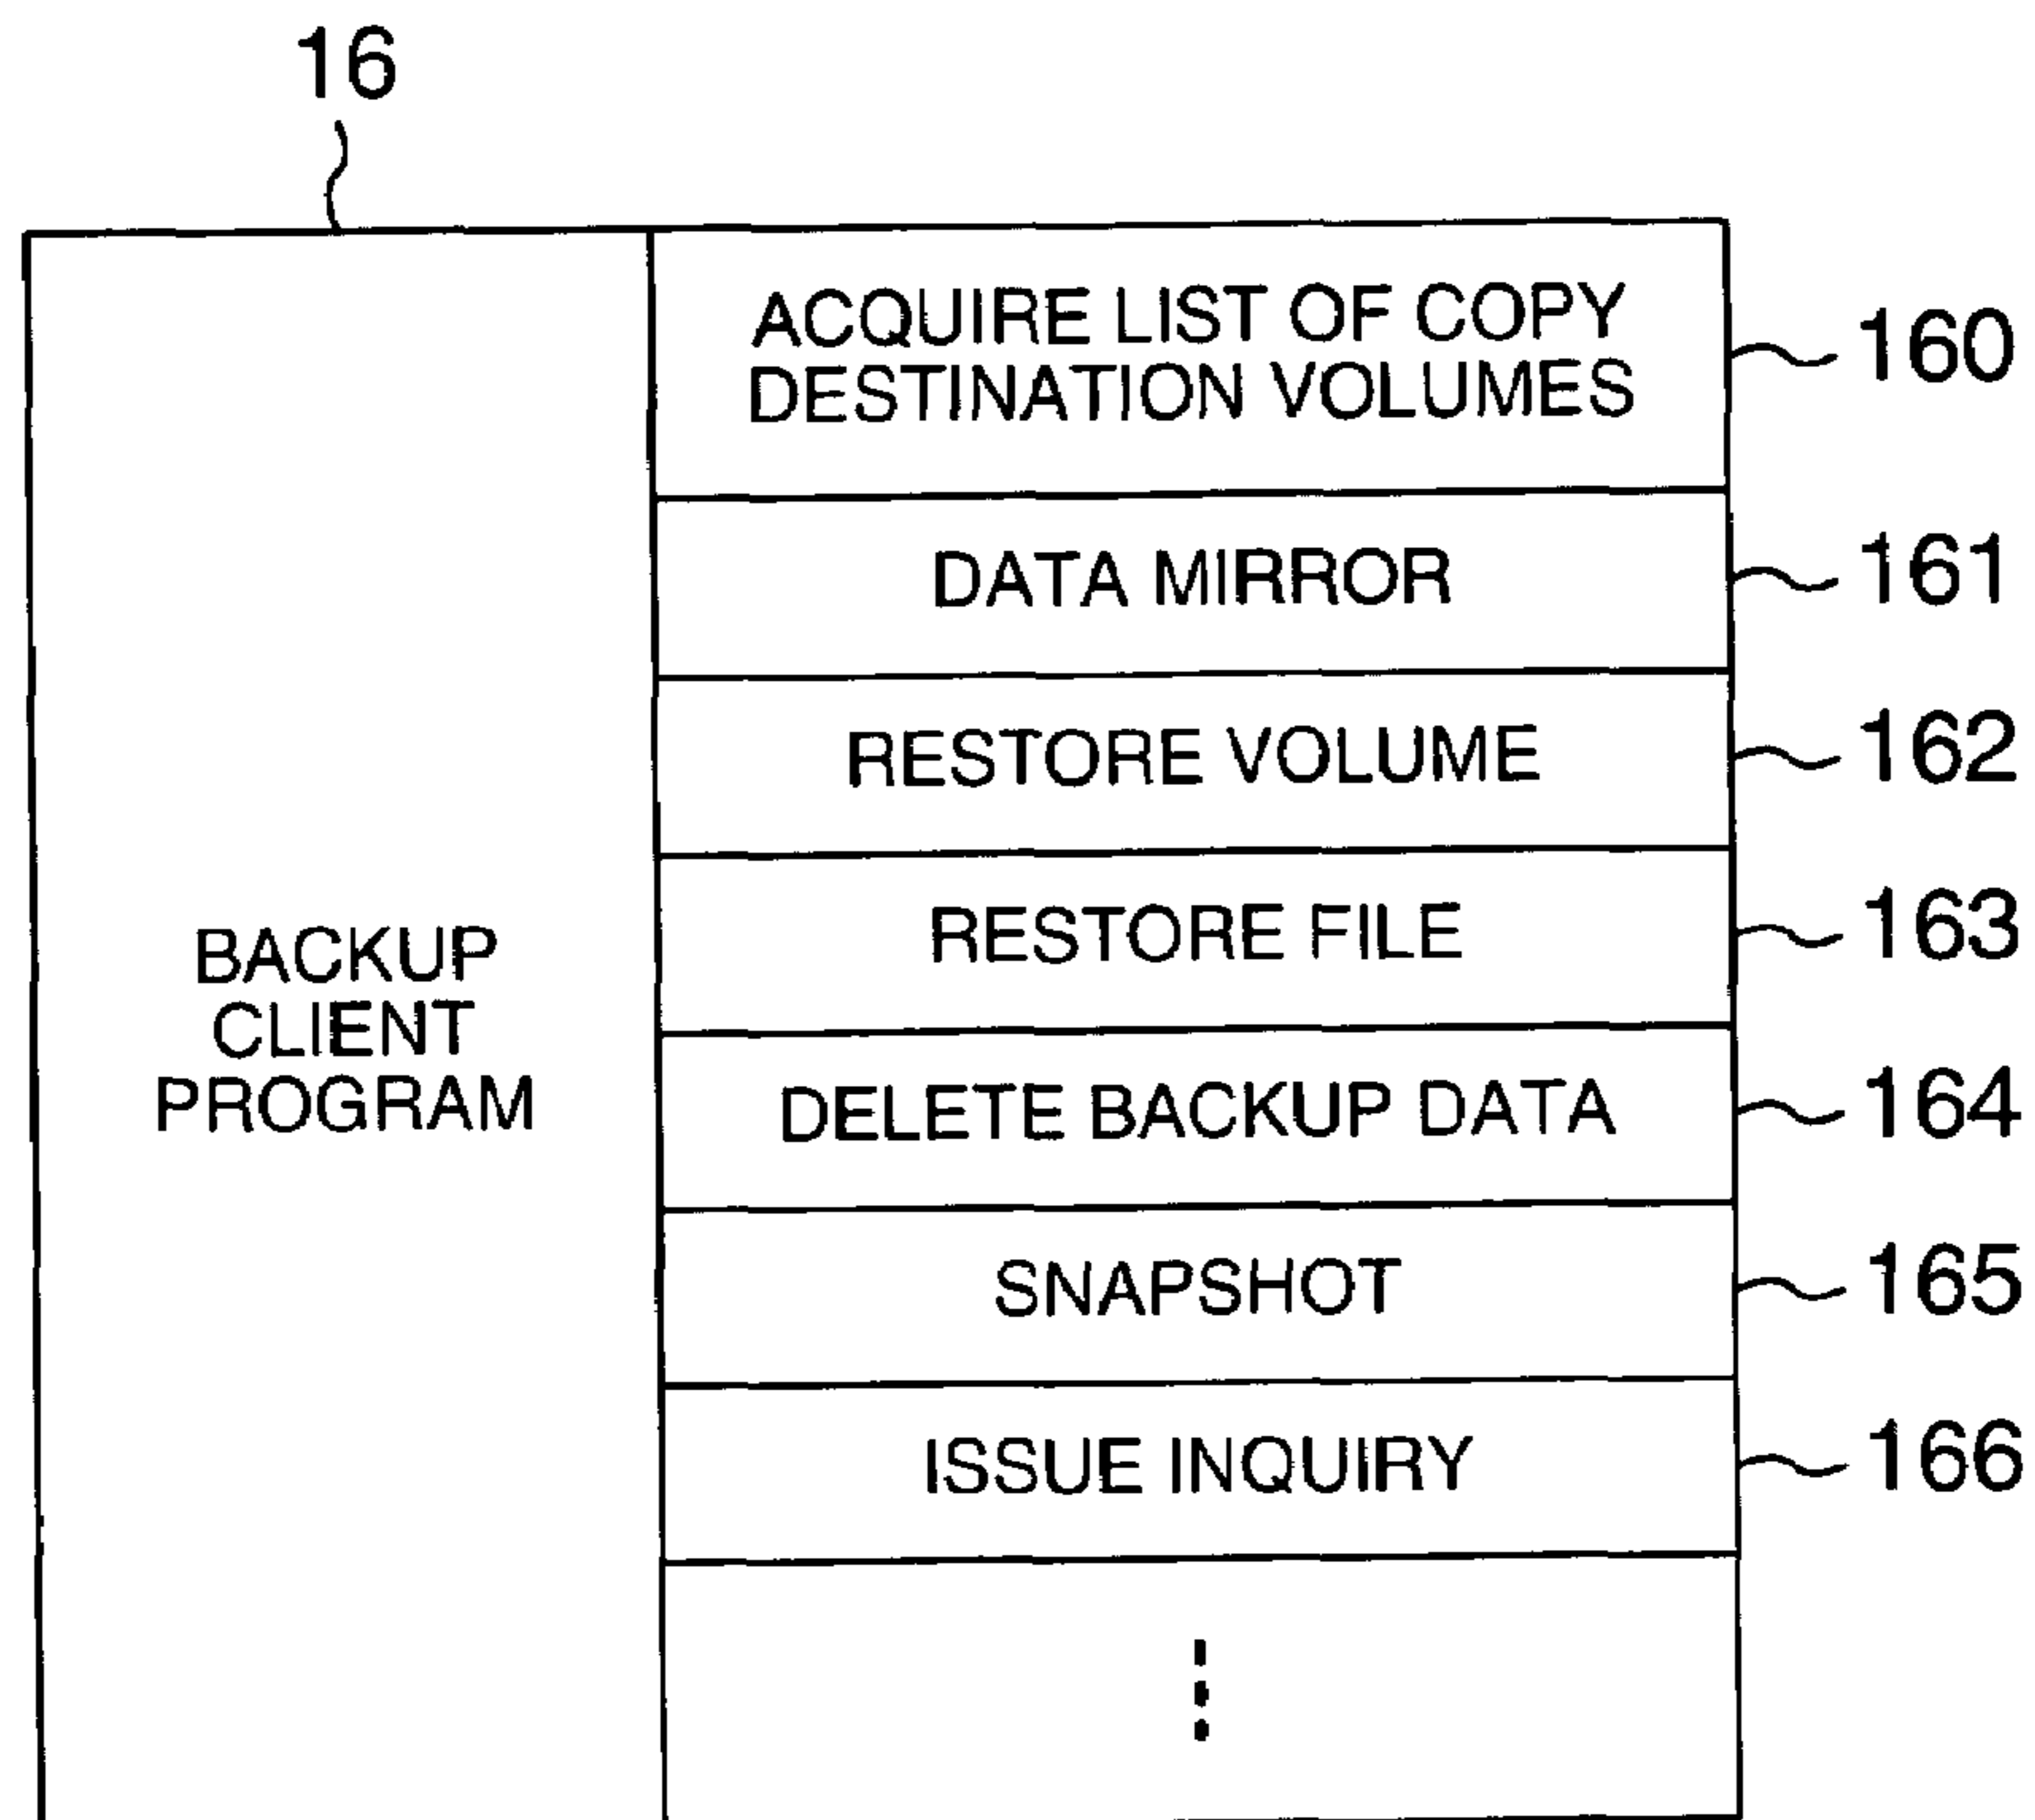 16
BACKUP
CLIENT
PROGRAM
ACQUIRE LIST OF COPY
DESTINATION VOLUMES
160
DATA MIRROR
161
RESTORE VOLUME
162
RESTORE FILE
163
DELETE BACKUP DATA
164
SNAPSHOT
165
ISSUE INQUIRY
166